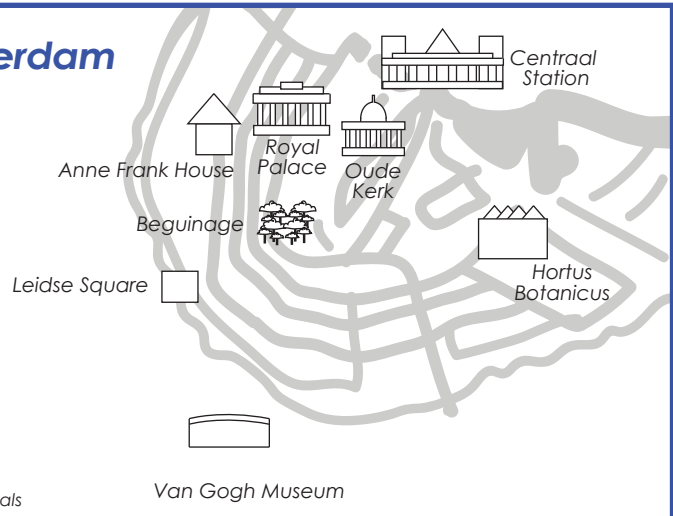 erdam
Centraal
Station
Royal
Palace
Anne Frank House
Oude
Kerk
Beguinage
Hortus
Botanicus
Leidse Square
Van Gogh Museum
als